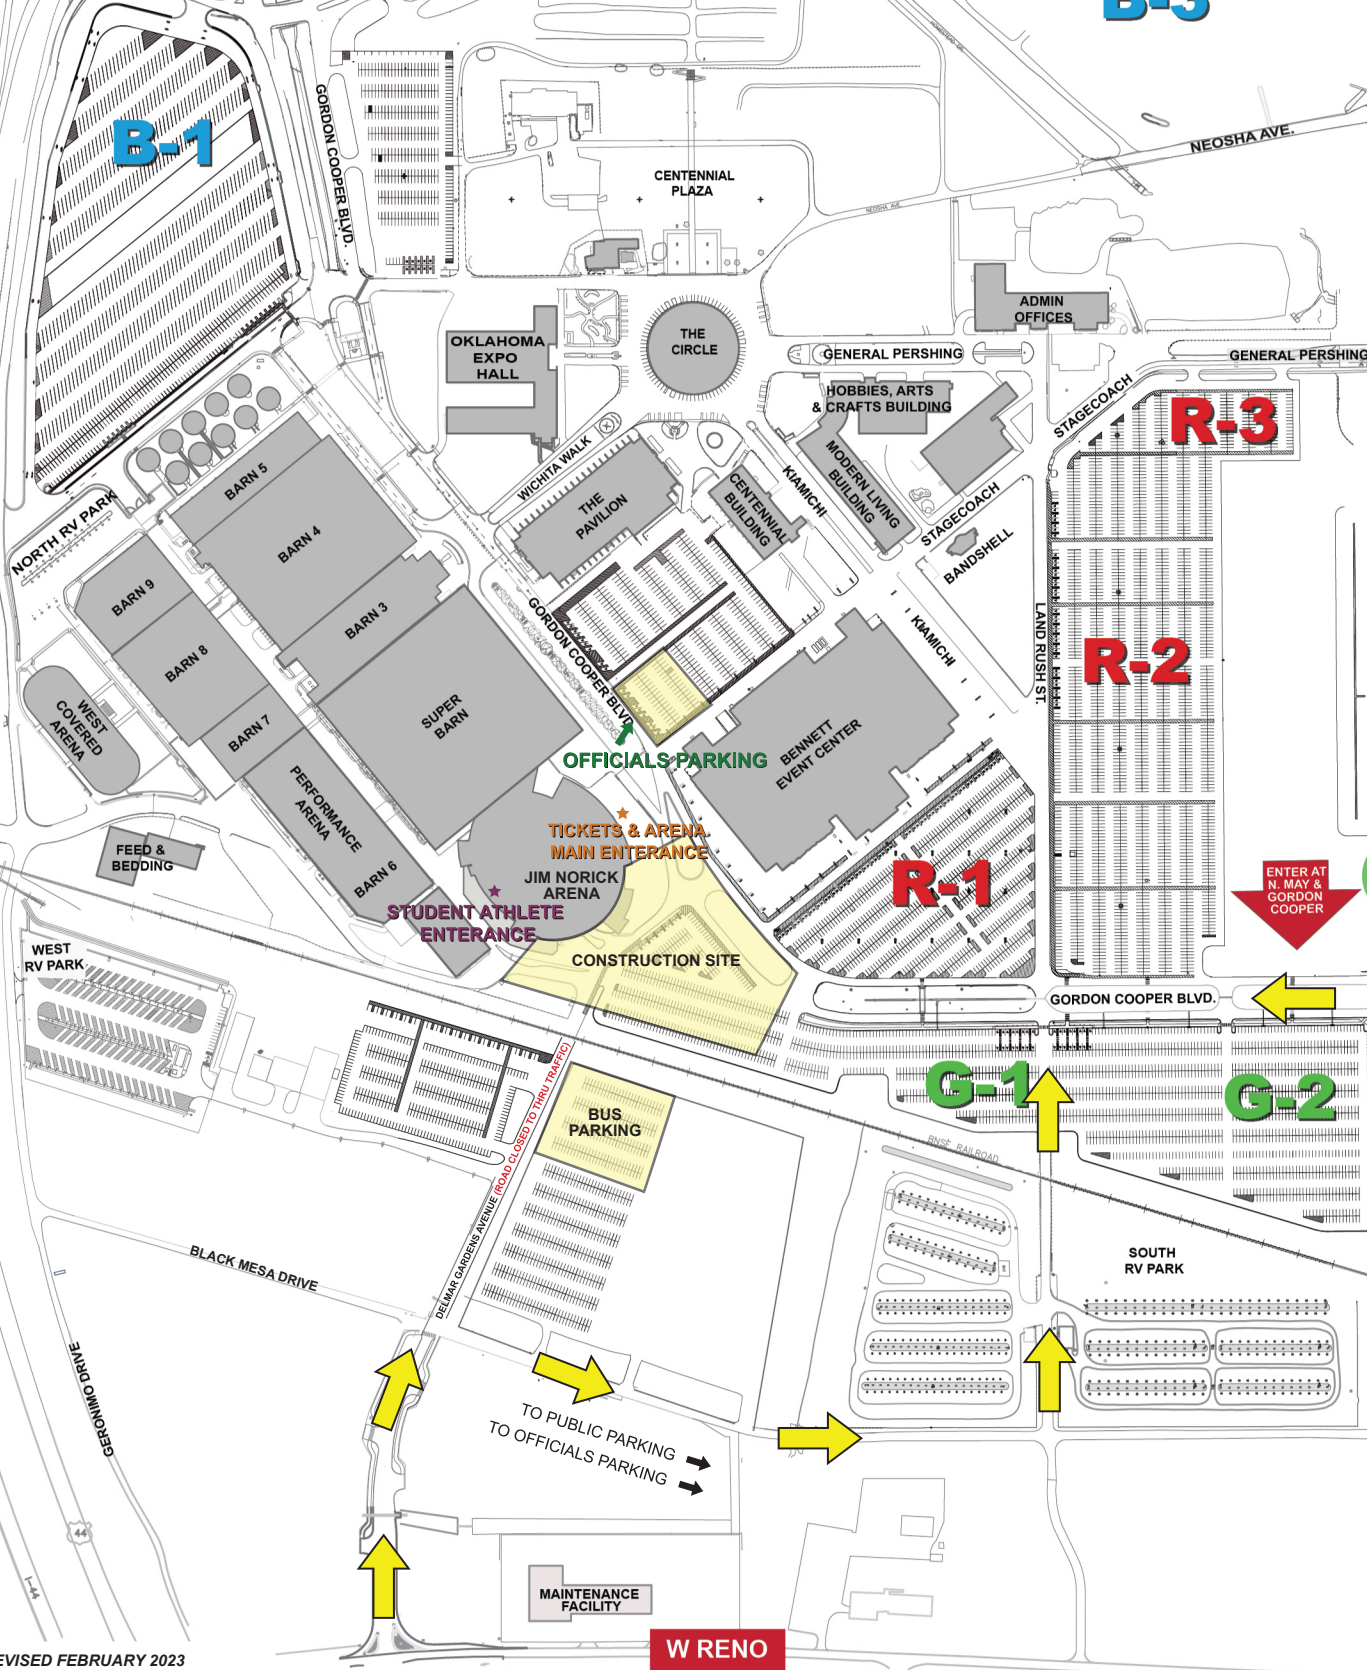 B-3
B-1
GORDON COOPER BLVD.
CENTENNIAL
PLAZA
NEOSHA AVE.
NEOSHA AVE.
ADMIN
OFFICES
OKLAHOMA
EXPO
HALL
THE
CIRCLE
GENERAL PERSHING
GENERAL PERSHING
HOBBIES, ARTS
& CRAFTS BUILDING
STAGECOACH
R-3
WICHITA WALK
THE
PAVILION
CENTENNIAL
BUILDING
KIAMICHI
MODERN LIVING
BUILDING
STAGECOACH
BANDSHELL
NORTH RV PARK
BARN 5
BARN 4
BARN 3
BARN 9
BARN 8
BARN 7
WEST
COVERED
ARENA
SUPER
BARN
GORDON COOPER BLVD
KIAMICHI
LAND RUSH ST.
R-2
OFFICIALS PARKING
BENNETT
EVENT CENTER
PERFORMANCE
ARENA
BARN 6
FEED &
BEDDING
TICKETS & ARENA
MAIN ENTERANCE
JIM NORICK
ARENA
STUDENT ATHLETE
ENTERANCE
R-1
ENTER AT
N. MAY &
GORDON
COOPER
WEST
RV PARK
CONSTRUCTION SITE
GORDON COOPER BLVD.
G-1
G-2
BUS
PARKING
DELMAR GARDENS AVENUE (ROAD CLOSED TO THRU TRAFFIC)
BNSF RAILROAD
SOUTH
RV PARK
BLACK MESA DRIVE
GERONIMO DRIVE
TO PUBLIC PARKING
TO OFFICIALS PARKING
44
I-44
MAINTENANCE
FACILITY
W RENO
EVISED FEBRUARY 2023